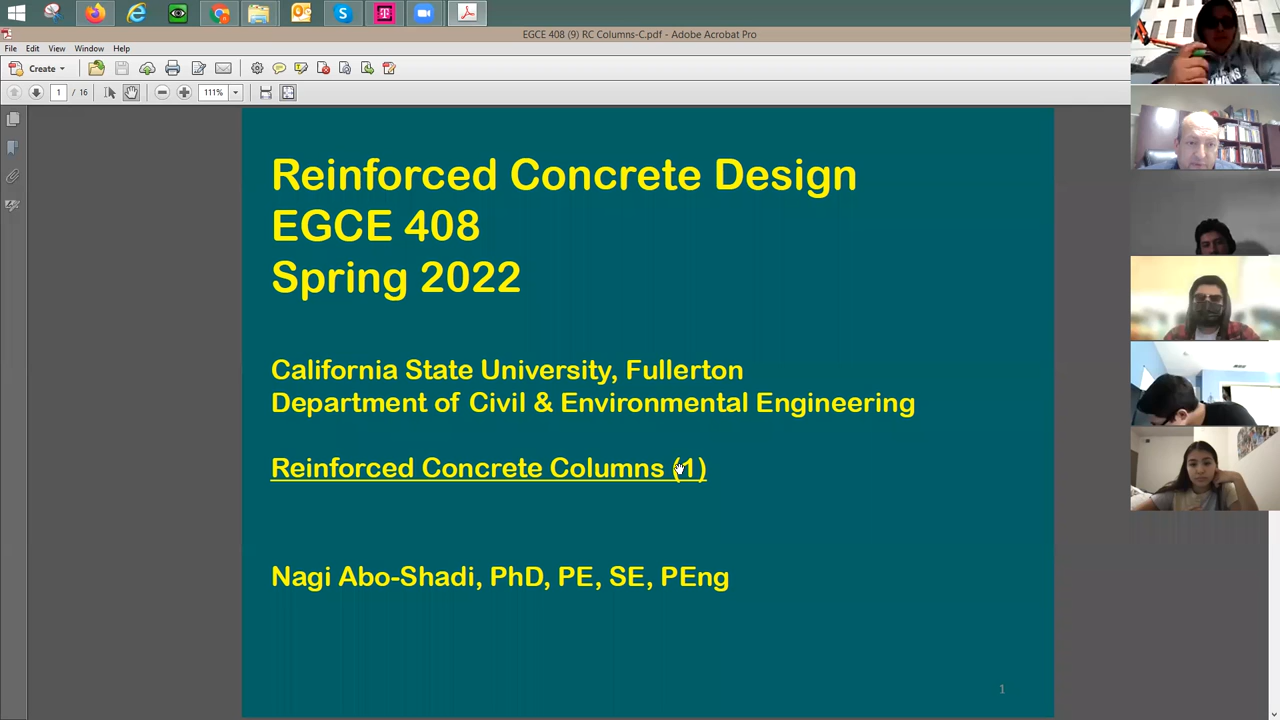 EGCE 408 (9) RC Columns-C.pdf - Adobe Acrobat Pro
File Edit View Window Help
Create
1 / 16 111%
Reinforced Concrete Design
EGCE 408
Spring 2022
California State University, Fullerton
Department of Civil & Environmental Engineering
Reinforced Concrete Columns (1)
Nagi Abo-Shadi, PhD, PE, SE, PEng
1